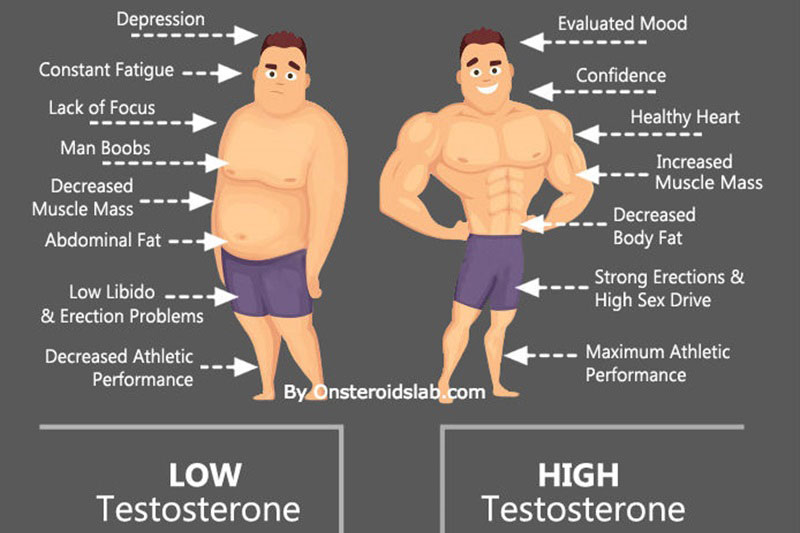 Depression
Constant Fatigue
Lack of Focus
Man Boobs
Decreased
Muscle Mass
Abdominal Fat
Low Libido
& Erection Problems
Decreased Athletic
Performance
Evaluated Mood
Confidence
Healthy Heart
Increased
Muscle Mass
Decreased
Body Fat
Strong Erections &
High Sex Drive
Maximum Athletic
Performance
By Onsteroidslab.com
LOW
Testosterone
HIGH
Testosterone